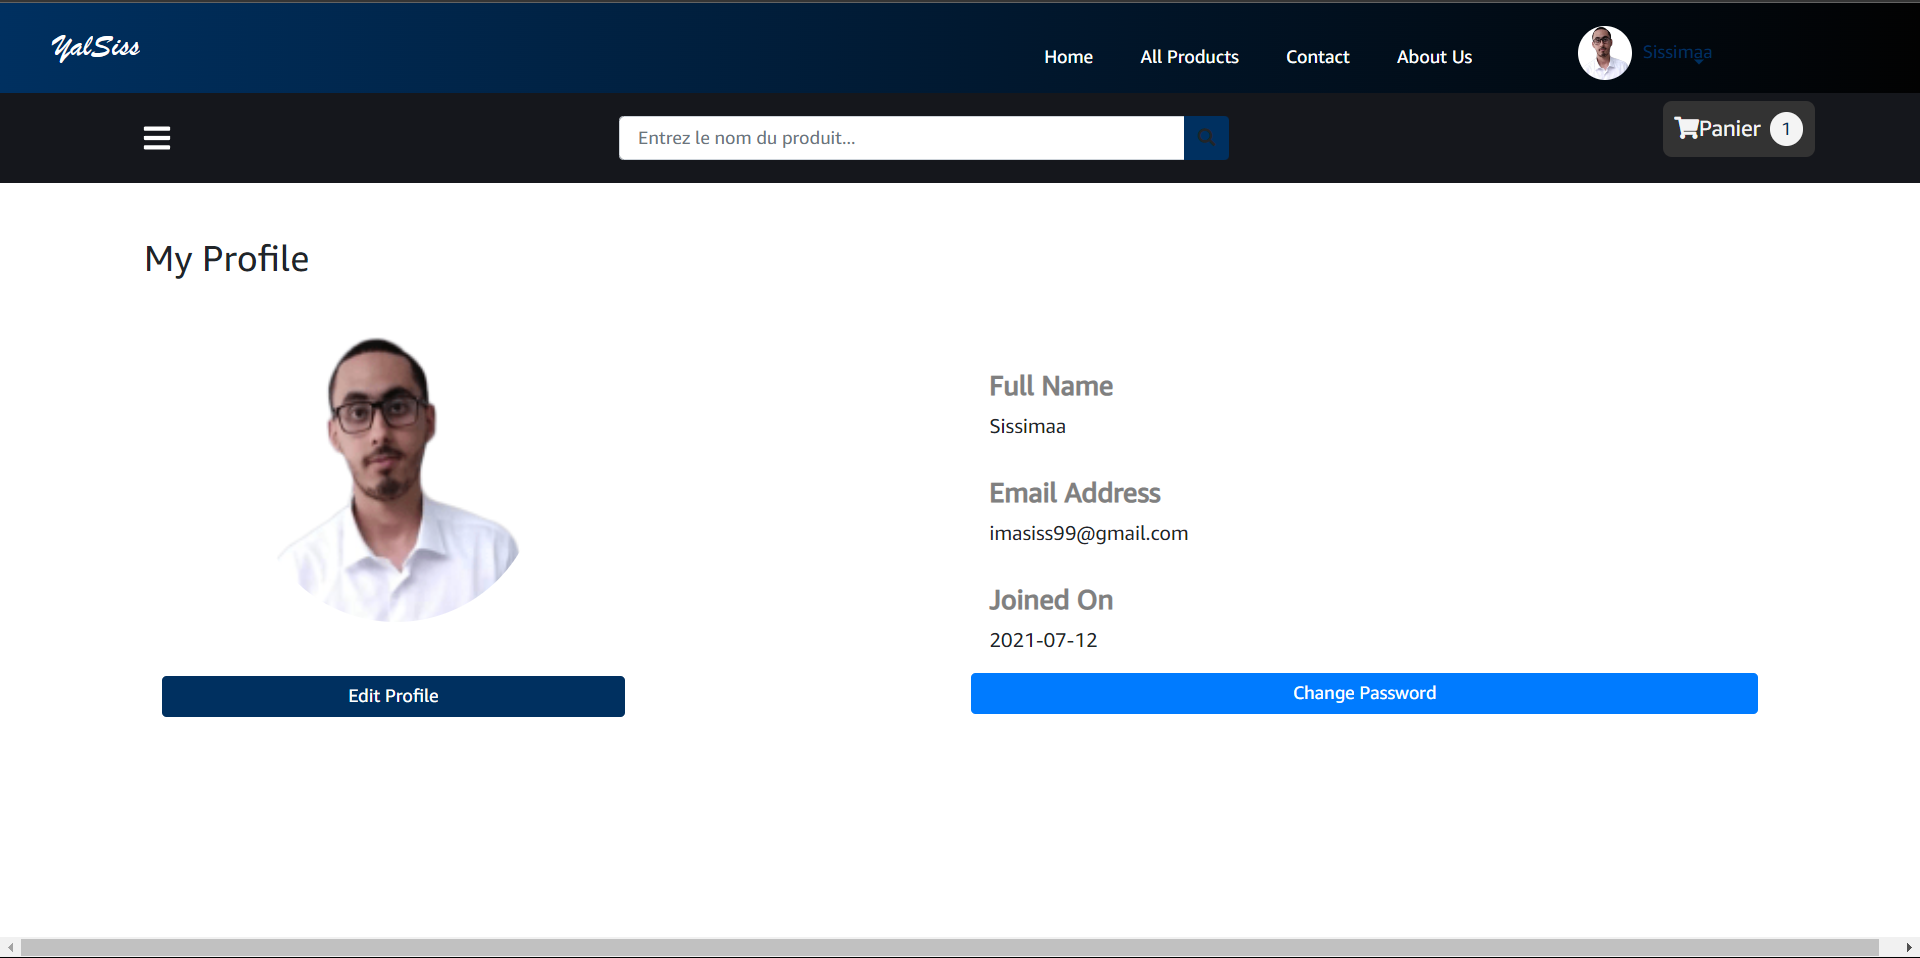 YalSiss
Home
All Products
Contact
About Us
Sissimaa
Entrez le nom du produit...
Panier 1
My Profile
Full Name
Sissimaa
Email Address
imasiss99@gmail.com
Joined On
2021-07-12
Edit Profile
Change Password